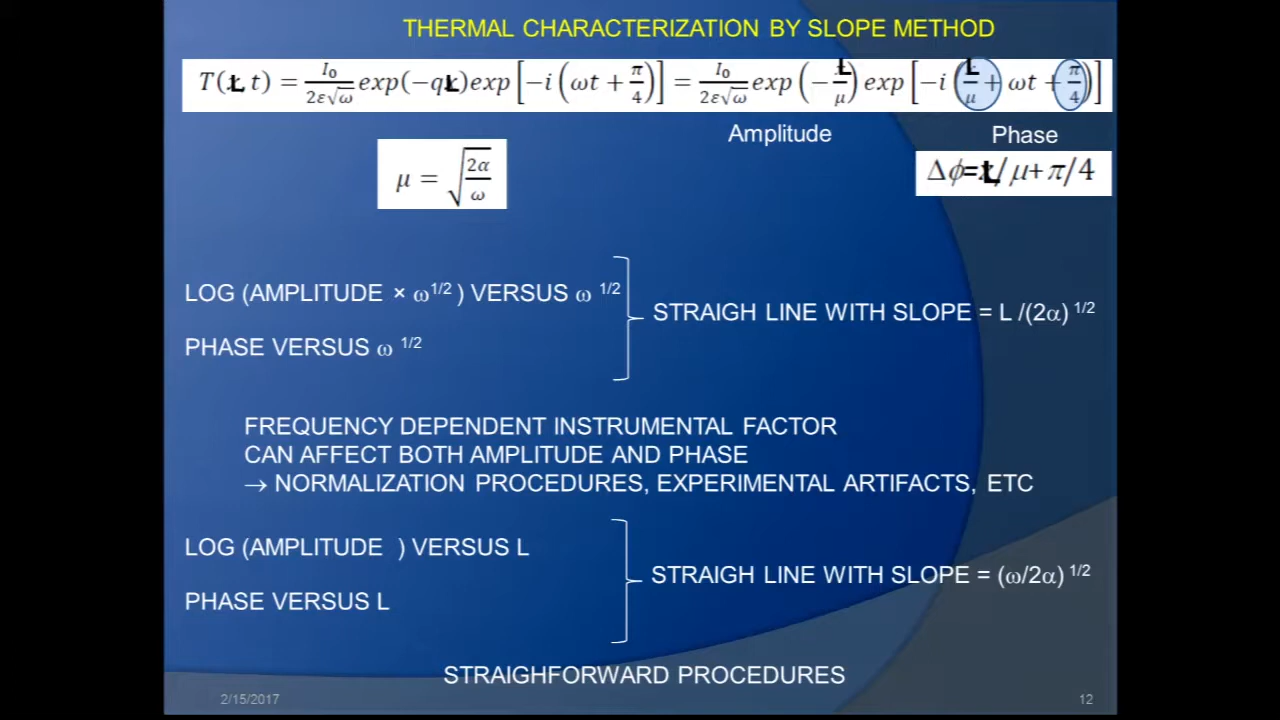 THERMAL CHARACTERIZATION BY SLOPE METHOD
T(L, t) = I₀/(2ε√ω) exp(−qL)exp[−i(ωt + π/4)] = I₀/(2ε√ω) exp(−L/μ) exp[−i(L/μ + ωt + π/4)]
Amplitude Phase
μ = √(2α/ω)
Δϕ=L/μ+π/4
LOG (AMPLITUDE × ω^1/2 ) VERSUS ω ^1/2
STRAIGH LINE WITH SLOPE = L /(2α) ^1/2
PHASE VERSUS ω ^1/2
FREQUENCY DEPENDENT INSTRUMENTAL FACTOR
CAN AFFECT BOTH AMPLITUDE AND PHASE
→ NORMALIZATION PROCEDURES, EXPERIMENTAL ARTIFACTS, ETC
LOG (AMPLITUDE ) VERSUS L
STRAIGH LINE WITH SLOPE = (ω/2α) ^1/2
PHASE VERSUS L
STRAIGHFORWARD PROCEDURES
2/15/2017
12